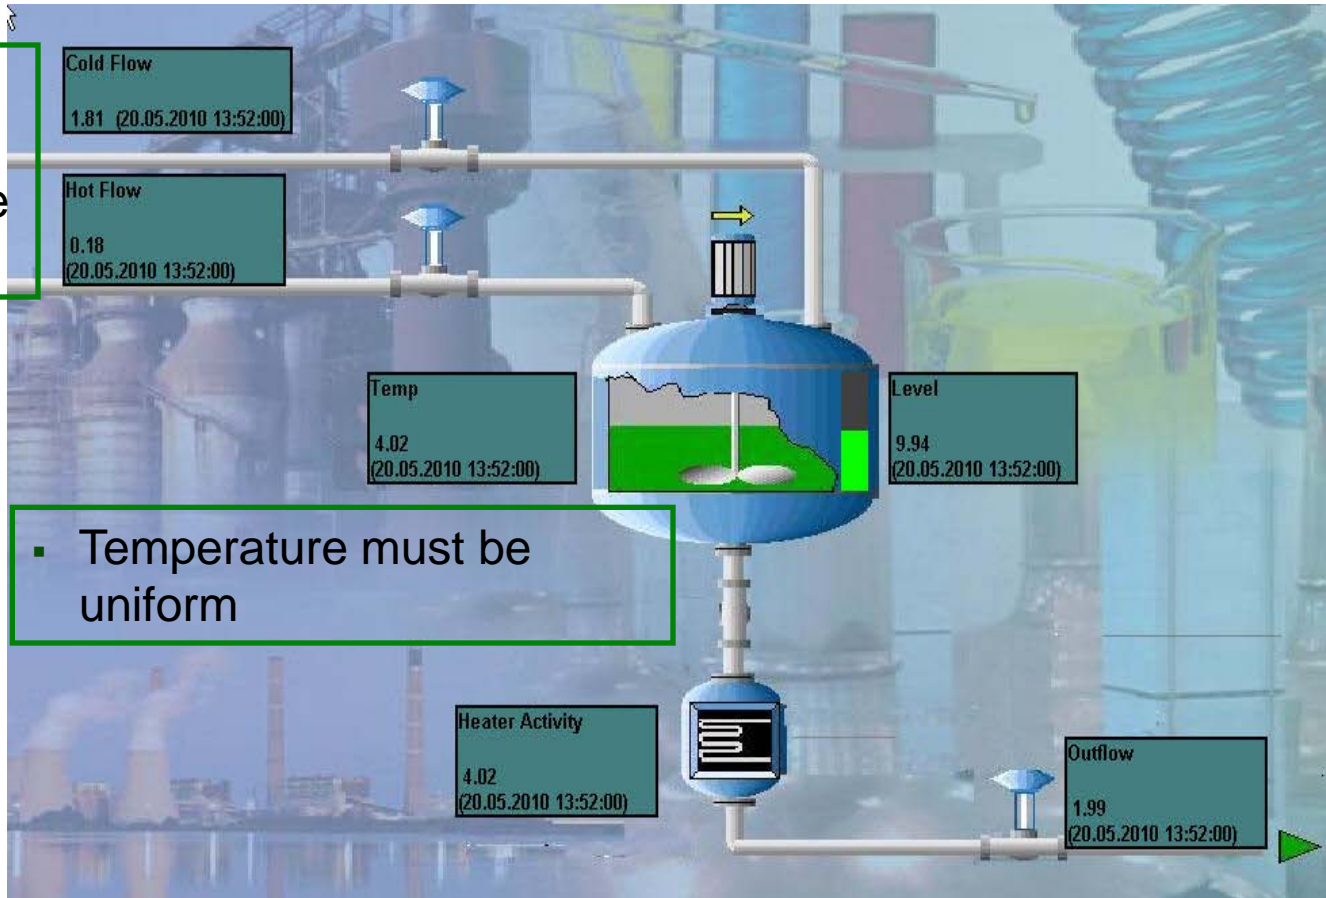 Cold Flow
1.81 (20.05.2010 13:52:00)
e
Hot Flow
0.18
(20.05.2010 13:52:00)
Temp
4.02
(20.05.2010 13:52:00)
Level
9.94
(20.05.2010 13:52:00)
▪ Temperature must be
uniform
Heater Activity
4.02
(20.05.2010 13:52:00)
Outflow
1.99
(20.05.2010 13:52:00)